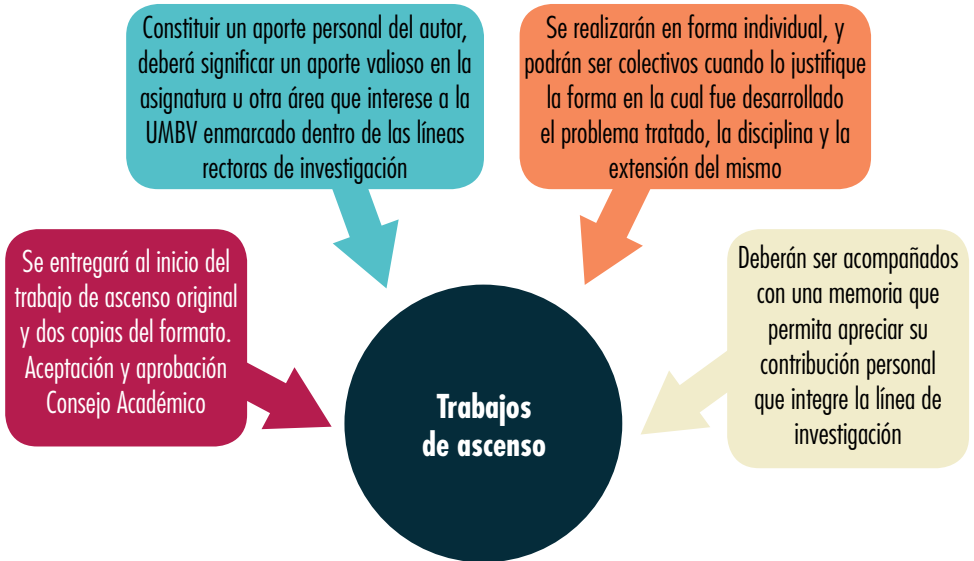 Constituir un aporte personal del autor,
deberá significar un aporte valioso en la
asignatura u otra área que interese a la
UMBV enmarcado dentro de las líneas
rectoras de investigación
Se realizarán en forma individual, y
podrán ser colectivos cuando lo justifique
la forma en la cual fue desarrollado
el problema tratado, la disciplina y la
extensión del mismo
Se entregará al inicio del
trabajo de ascenso original
y dos copias del formato.
Aceptación y aprobación
Consejo Académico
Deberán ser acompañados
con una memoria que
permita apreciar su
contribución personal
que integre la línea de
investigación
Trabajos
de ascenso